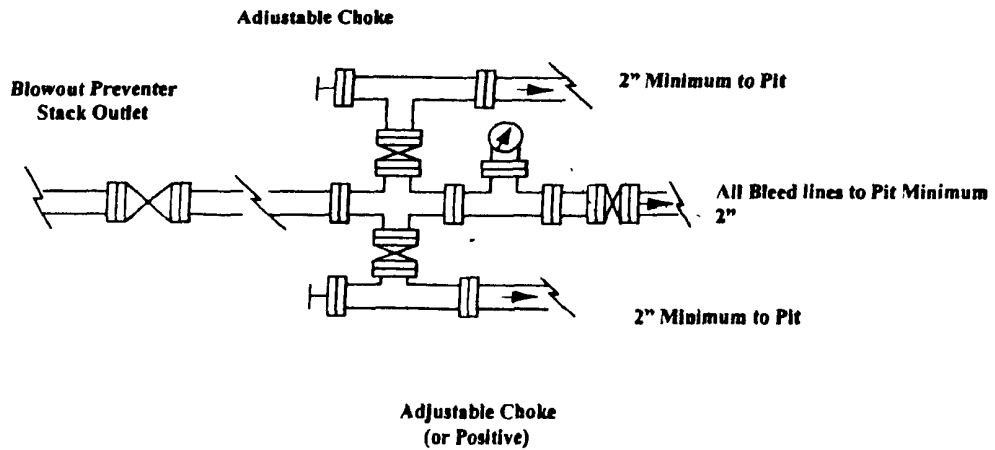 Adjustable Choke
Blowout Preventer
Stack Outlet
2" Minimum to Pit
All Bleed lines to Pit Minimum
2"
2" Minimum to Pit
Adjustable Choke
(or Positive)